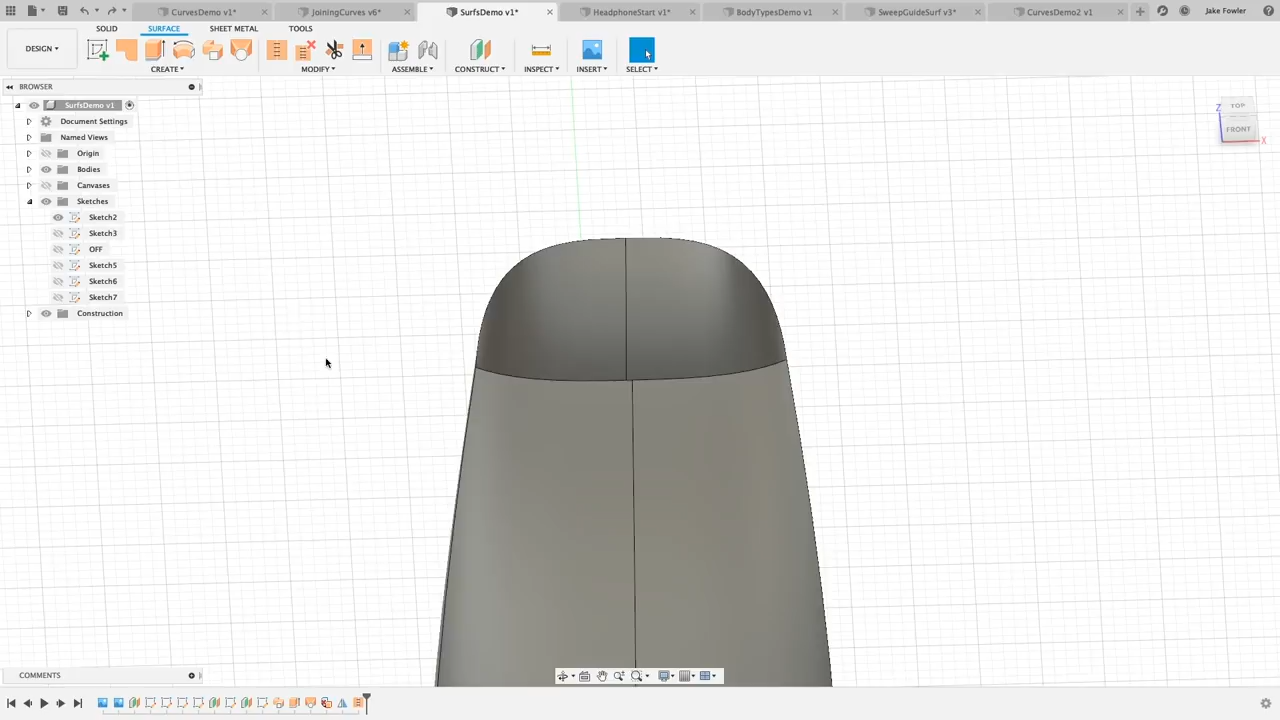 CurvesDemo v1*
JoiningCurves v6*
SurfsDemo v1*
HeadphoneStart v1*
BodyTypesDemo v1
SweepGuideSurf v3*
CurvesDemo2 v1
Jake Fowler
SOLID
SURFACE
SHEET METAL
TOOLS
DESIGN
CREATE
MODIFY
ASSEMBLE
CONSTRUCT
INSPECT
INSERT
SELECT
BROWSER
SurfsDemo v1
Document Settings
Named Views
Origin
Bodies
Canvases
Sketches
Sketch2
Sketch3
OFF
Sketch5
Sketch6
Sketch7
Construction
Z
TOP
FRONT
X
COMMENTS